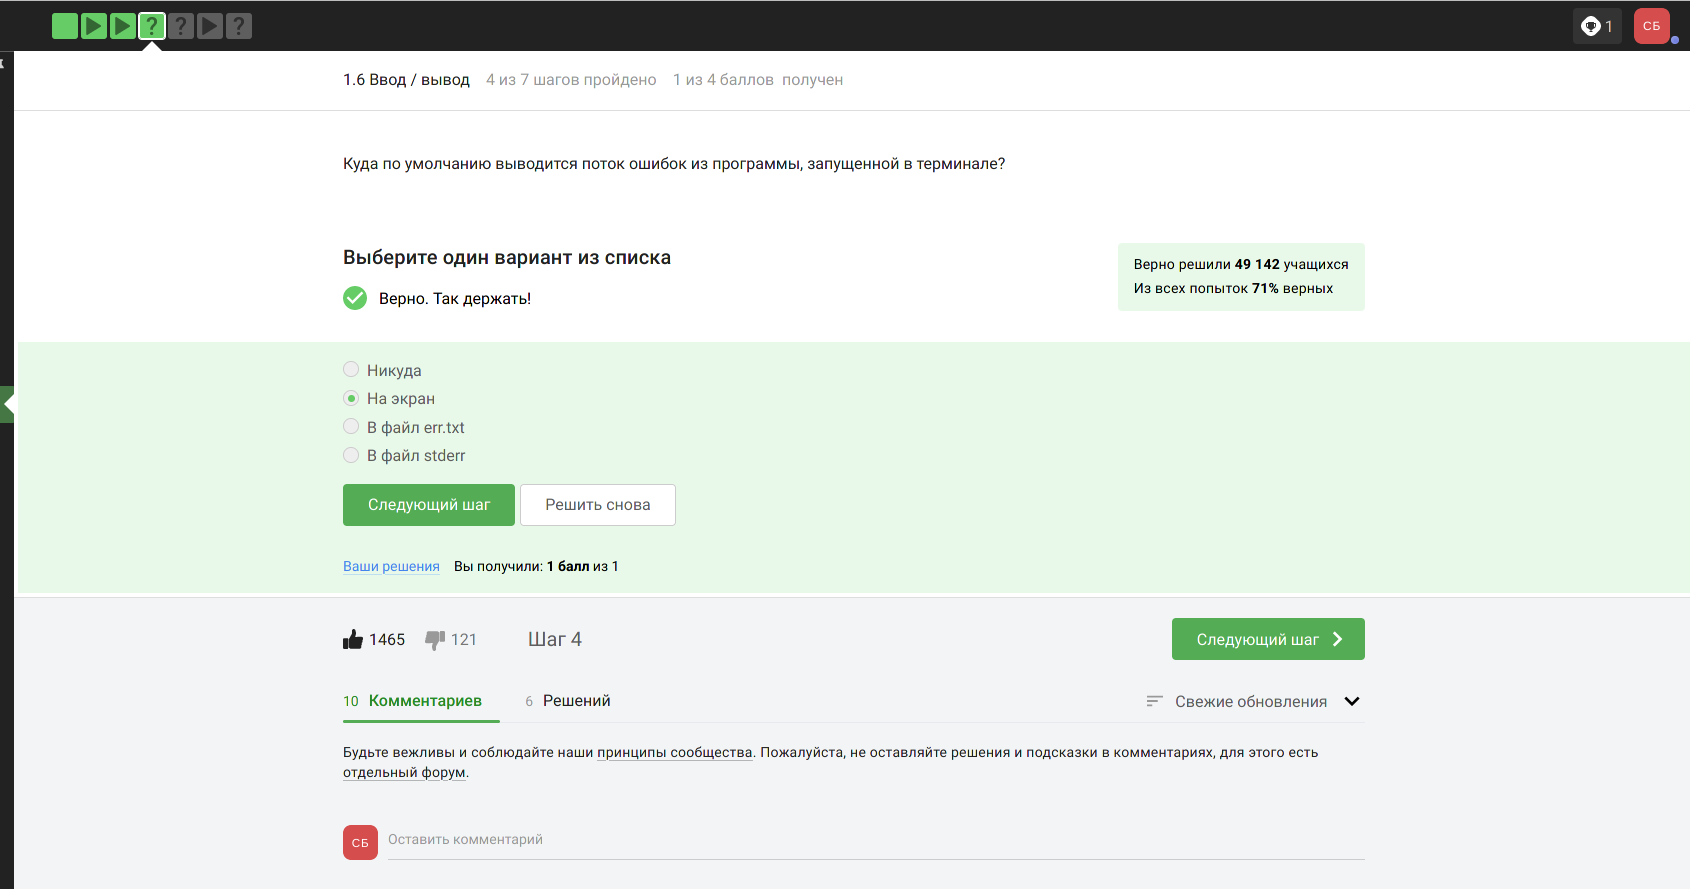 ? ? ?
1
СБ
1.6 Ввод / вывод 4 из 7 шагов пройдено 1 из 4 баллов получен
Куда по умолчанию выводится поток ошибок из программы, запущенной в терминале?
Выберите один вариант из списка
Верно. Так держать!
Верно решили 49 142 учащихся
Из всех попыток 71% верных
Никуда
На экран
В файл err.txt
В файл stderr
Следующий шаг Решить снова
Ваши решения Вы получили: 1 балл из 1
1465 121 Шаг 4 Следующий шаг
10 Комментариев 6 Решений Свежие обновления
Будьте вежливы и соблюдайте наши принципы сообщества. Пожалуйста, не оставляйте решения и подсказки в комментариях, для этого есть
отдельный форум.
СБ Оставить комментарий